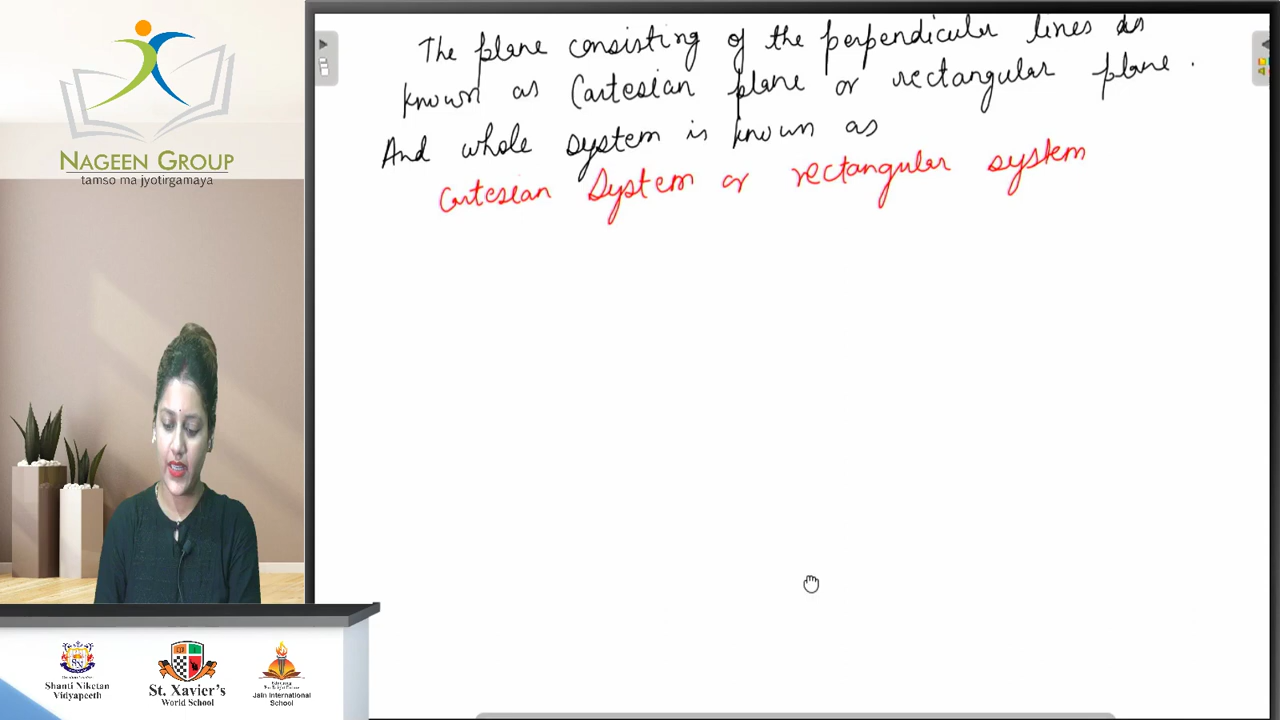 NAGEEN GROUP
tamso ma jyotirgamaya
The plane consisting of the perpendicular lines is
known as Cartesian plane or rectangular plane.
And whole system is known as
Cartesian System or rectangular system
Shanti Niketan
Vidyapeeth
St. Xavier's
World School
Jain International
School